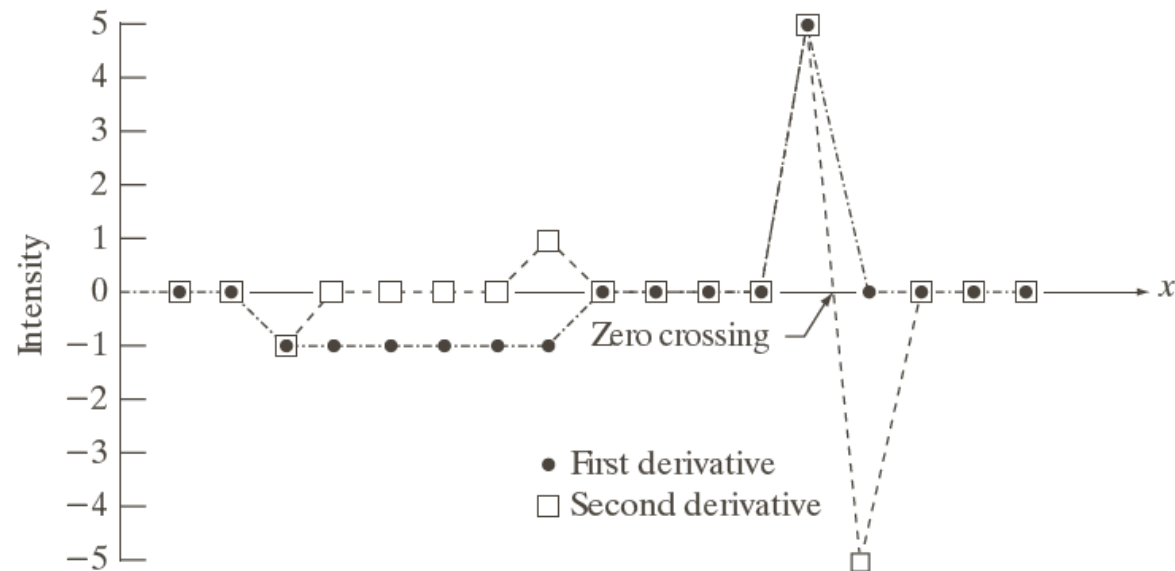 5
4
3
2
1
0
−1
−2
−3
−4
−5
Intensity
x
Zero crossing
First derivative
Second derivative